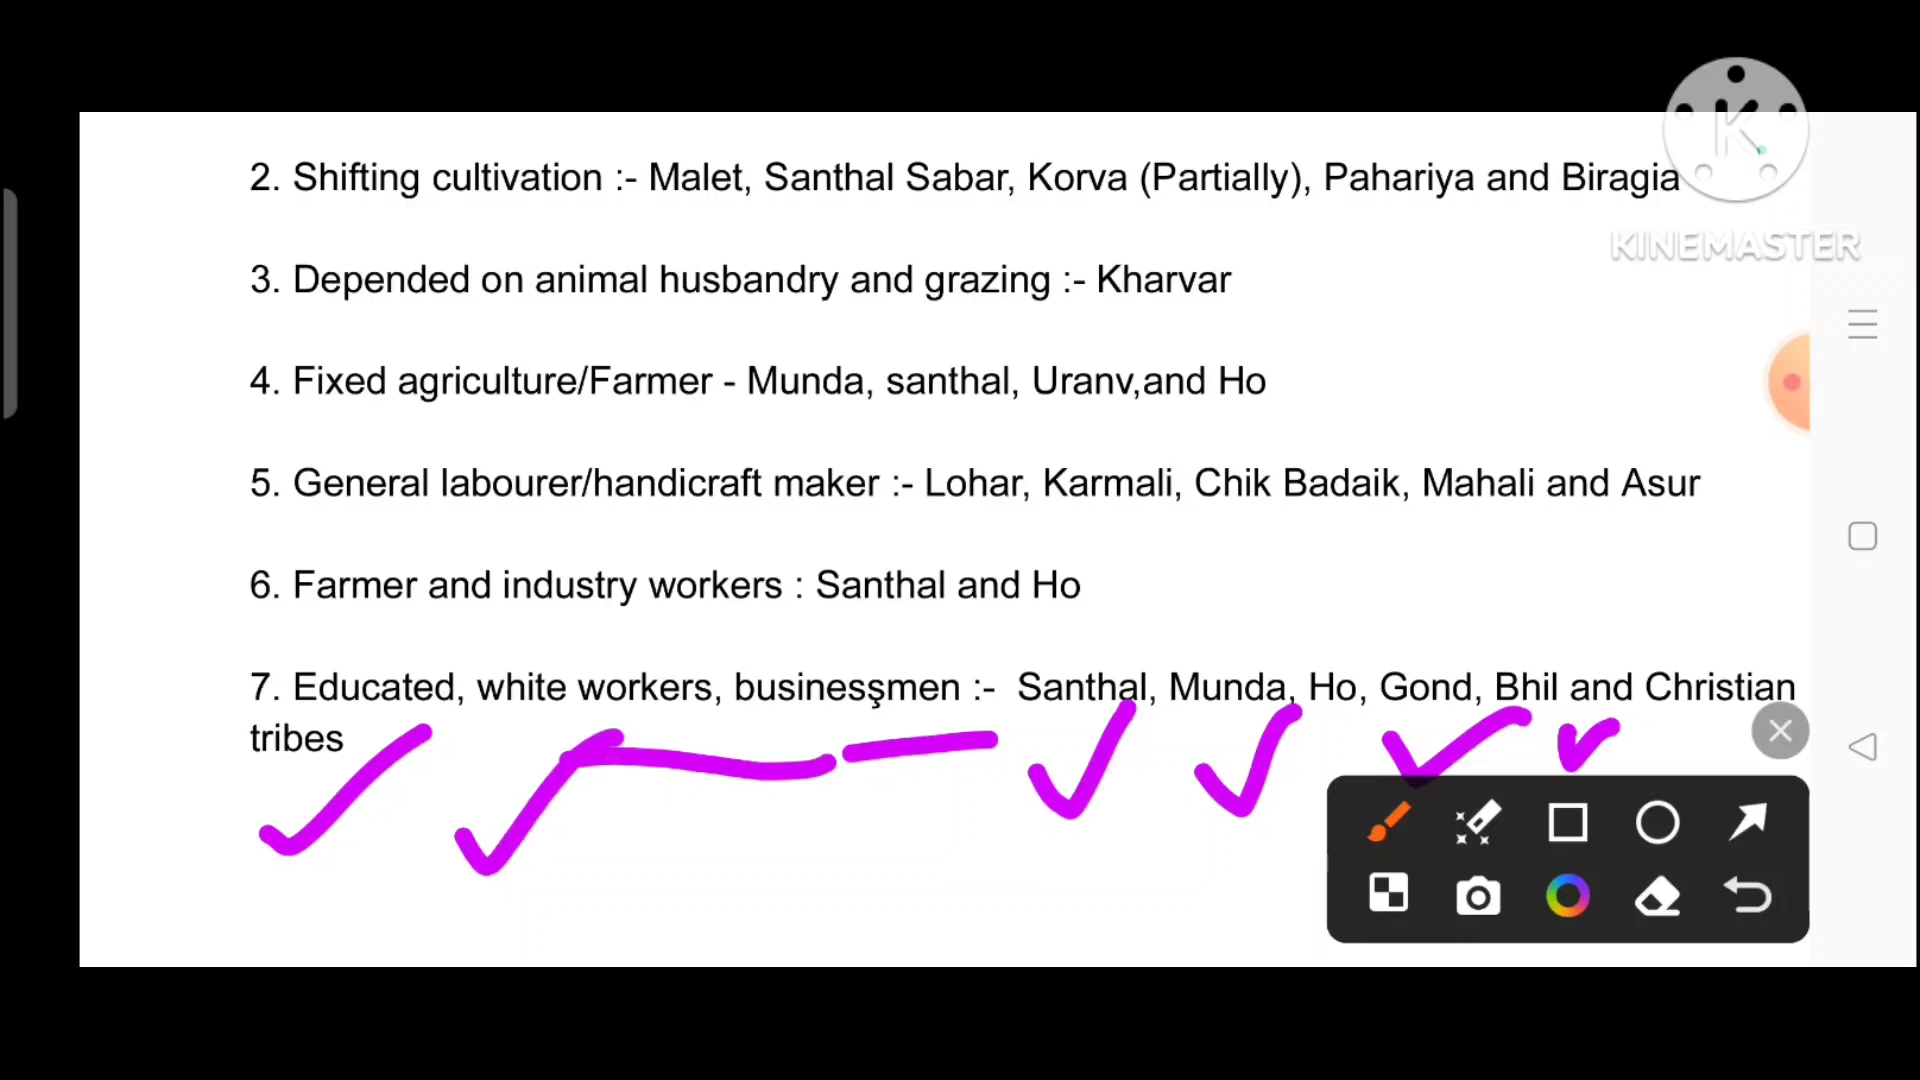 2. Shifting cultivation :- Malet, Santhal Sabar, Korva (Partially), Pahariya and Biragia
KINEMASTER
3. Depended on animal husbandry and grazing :- Kharvar
4. Fixed agriculture/Farmer - Munda, santhal, Uranv,and Ho
5. General labourer/handicraft maker :- Lohar, Karmali, Chik Badaik, Mahali and Asur
6. Farmer and industry workers : Santhal and Ho
7. Educated, white workers, businesşmen :- Santhal, Munda, Ho, Gond, Bhil and Christian
tribes